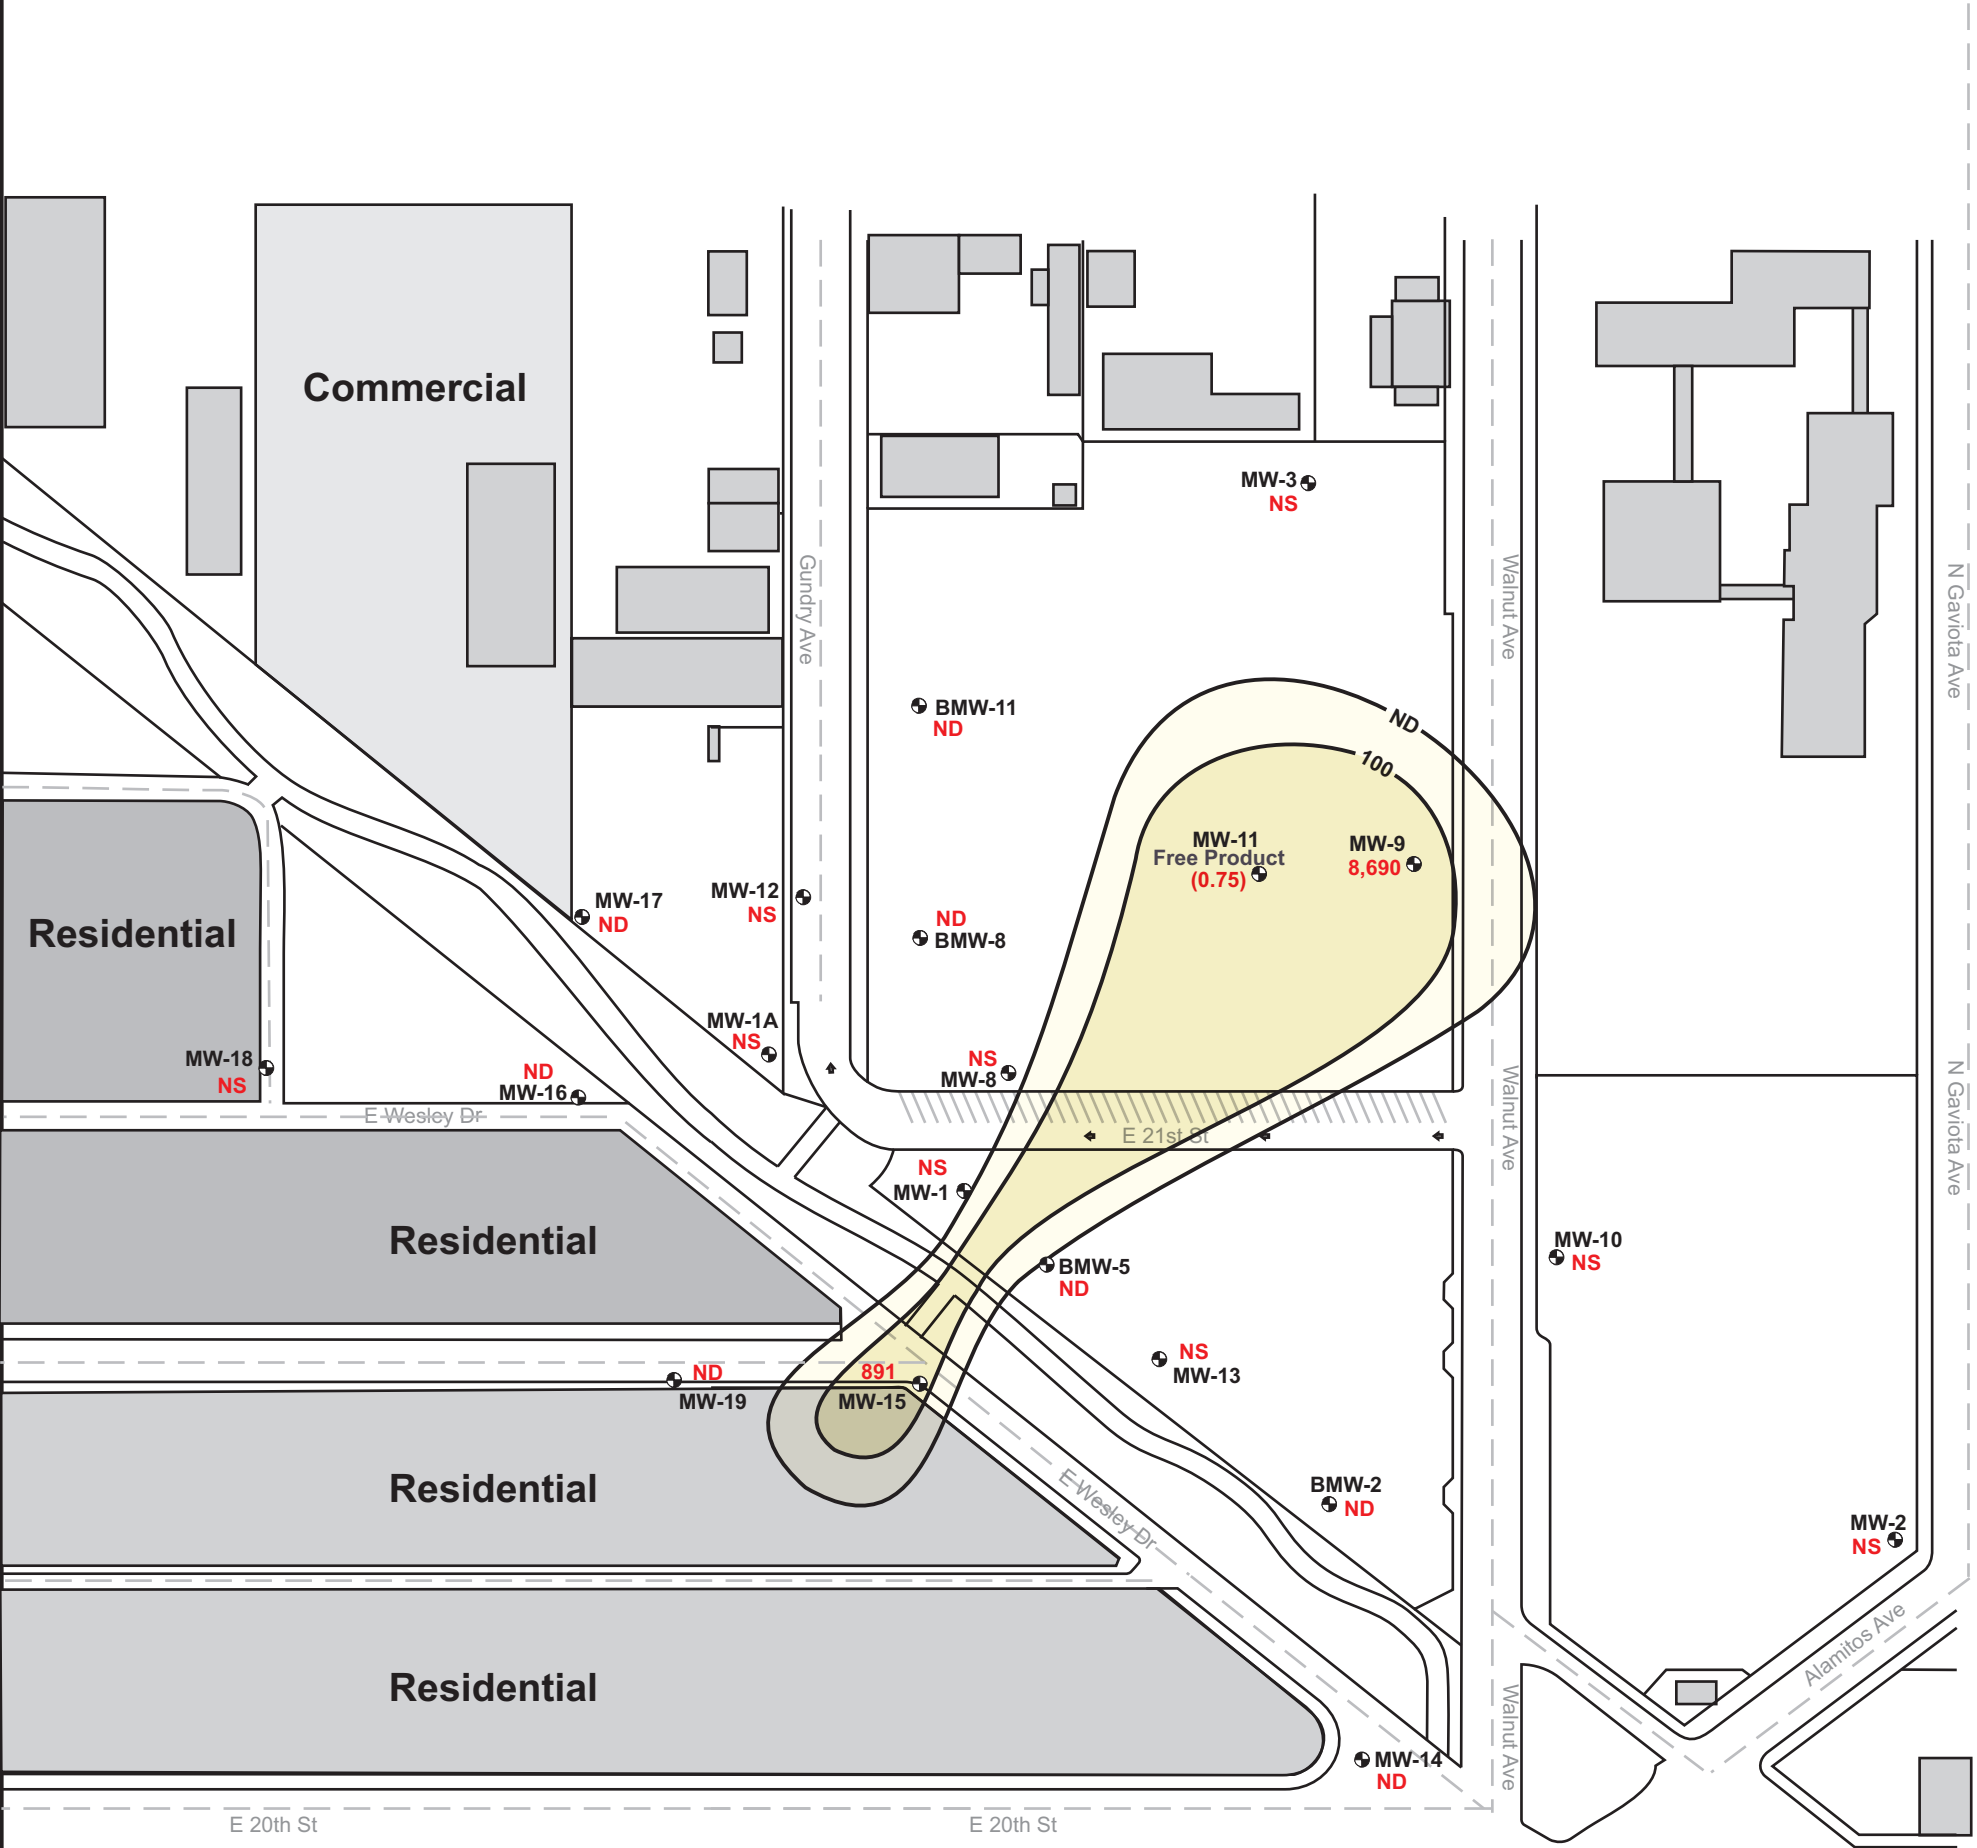 Commercial
MW-3
NS
Gundry Ave
Walnut Ave
N Gaviota Ave
BMW-11
ND
ND
100
MW-11
Free Product
(0.75)
MW-9
8,690
MW-17
ND
MW-12
NS
ND
BMW-8
Residential
MW-1A
NS
MW-18
NS
ND
MW-16
NS
MW-8
E Wesley Dr
E 21st St
Walnut Ave
N Gaviota Ave
NS
MW-1
Residential
BMW-5
ND
MW-10
NS
NS
MW-13
ND
MW-19
891
MW-15
Residential
E Wesley Dr
BMW-2
ND
MW-2
NS
Residential
Alamitos Ave
Walnut Ave
MW-14
ND
E 20th St
E 20th St